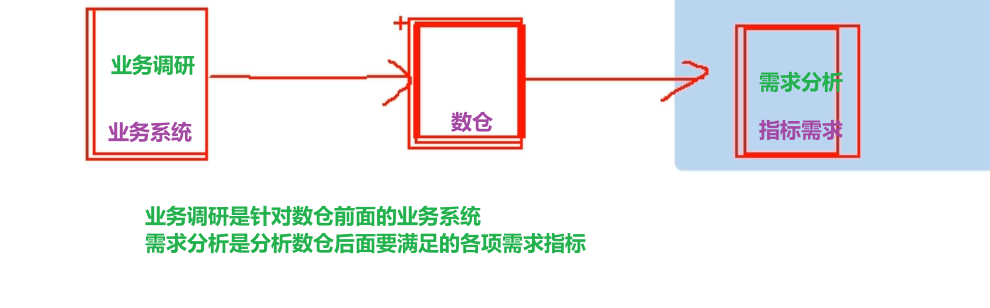 业务调研
业务系统
数仓
需求分析
指标需求
业务调研是针对数仓前面的业务系统
需求分析是分析数仓后面要满足的各项需求指标